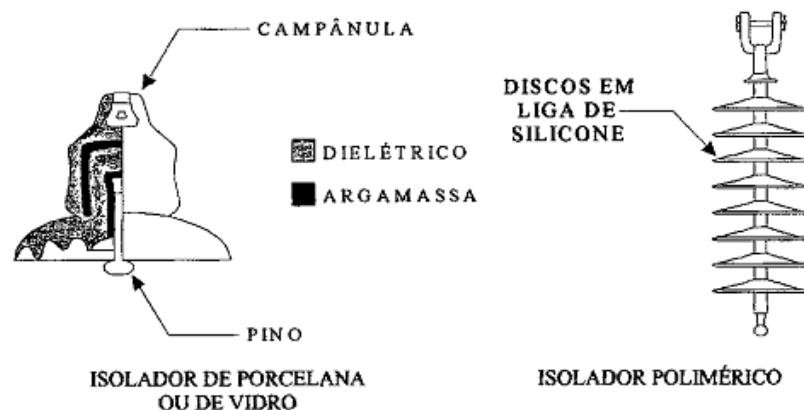 CAMPÂNULA
DISCOS EM
LIGA DE
SILICONE
DIELÉTRICO
ARGAMASSA
PINO
ISOLADOR DE PORCELANA
OU DE VIDRO
ISOLADOR POLIMÉRICO